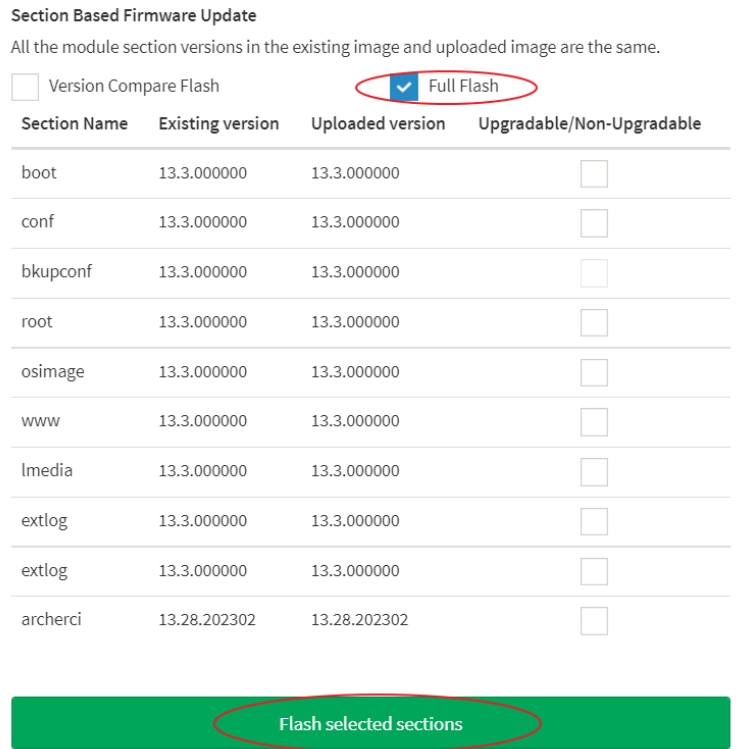 Section Based Firmware Update
All the module section versions in the existing image and uploaded image are the same.
Version Compare Flash Full Flash
Section Name Existing version Uploaded version Upgradable/Non-Upgradable
boot 13.3.000000 13.3.000000
conf 13.3.000000 13.3.000000
bkupconf 13.3.000000 13.3.000000
root 13.3.000000 13.3.000000
osimage 13.3.000000 13.3.000000
www 13.3.000000 13.3.000000
lmedia 13.3.000000 13.3.000000
extlog 13.3.000000 13.3.000000
extlog 13.3.000000 13.3.000000
archerci 13.28.202302 13.28.202302
Flash selected sections